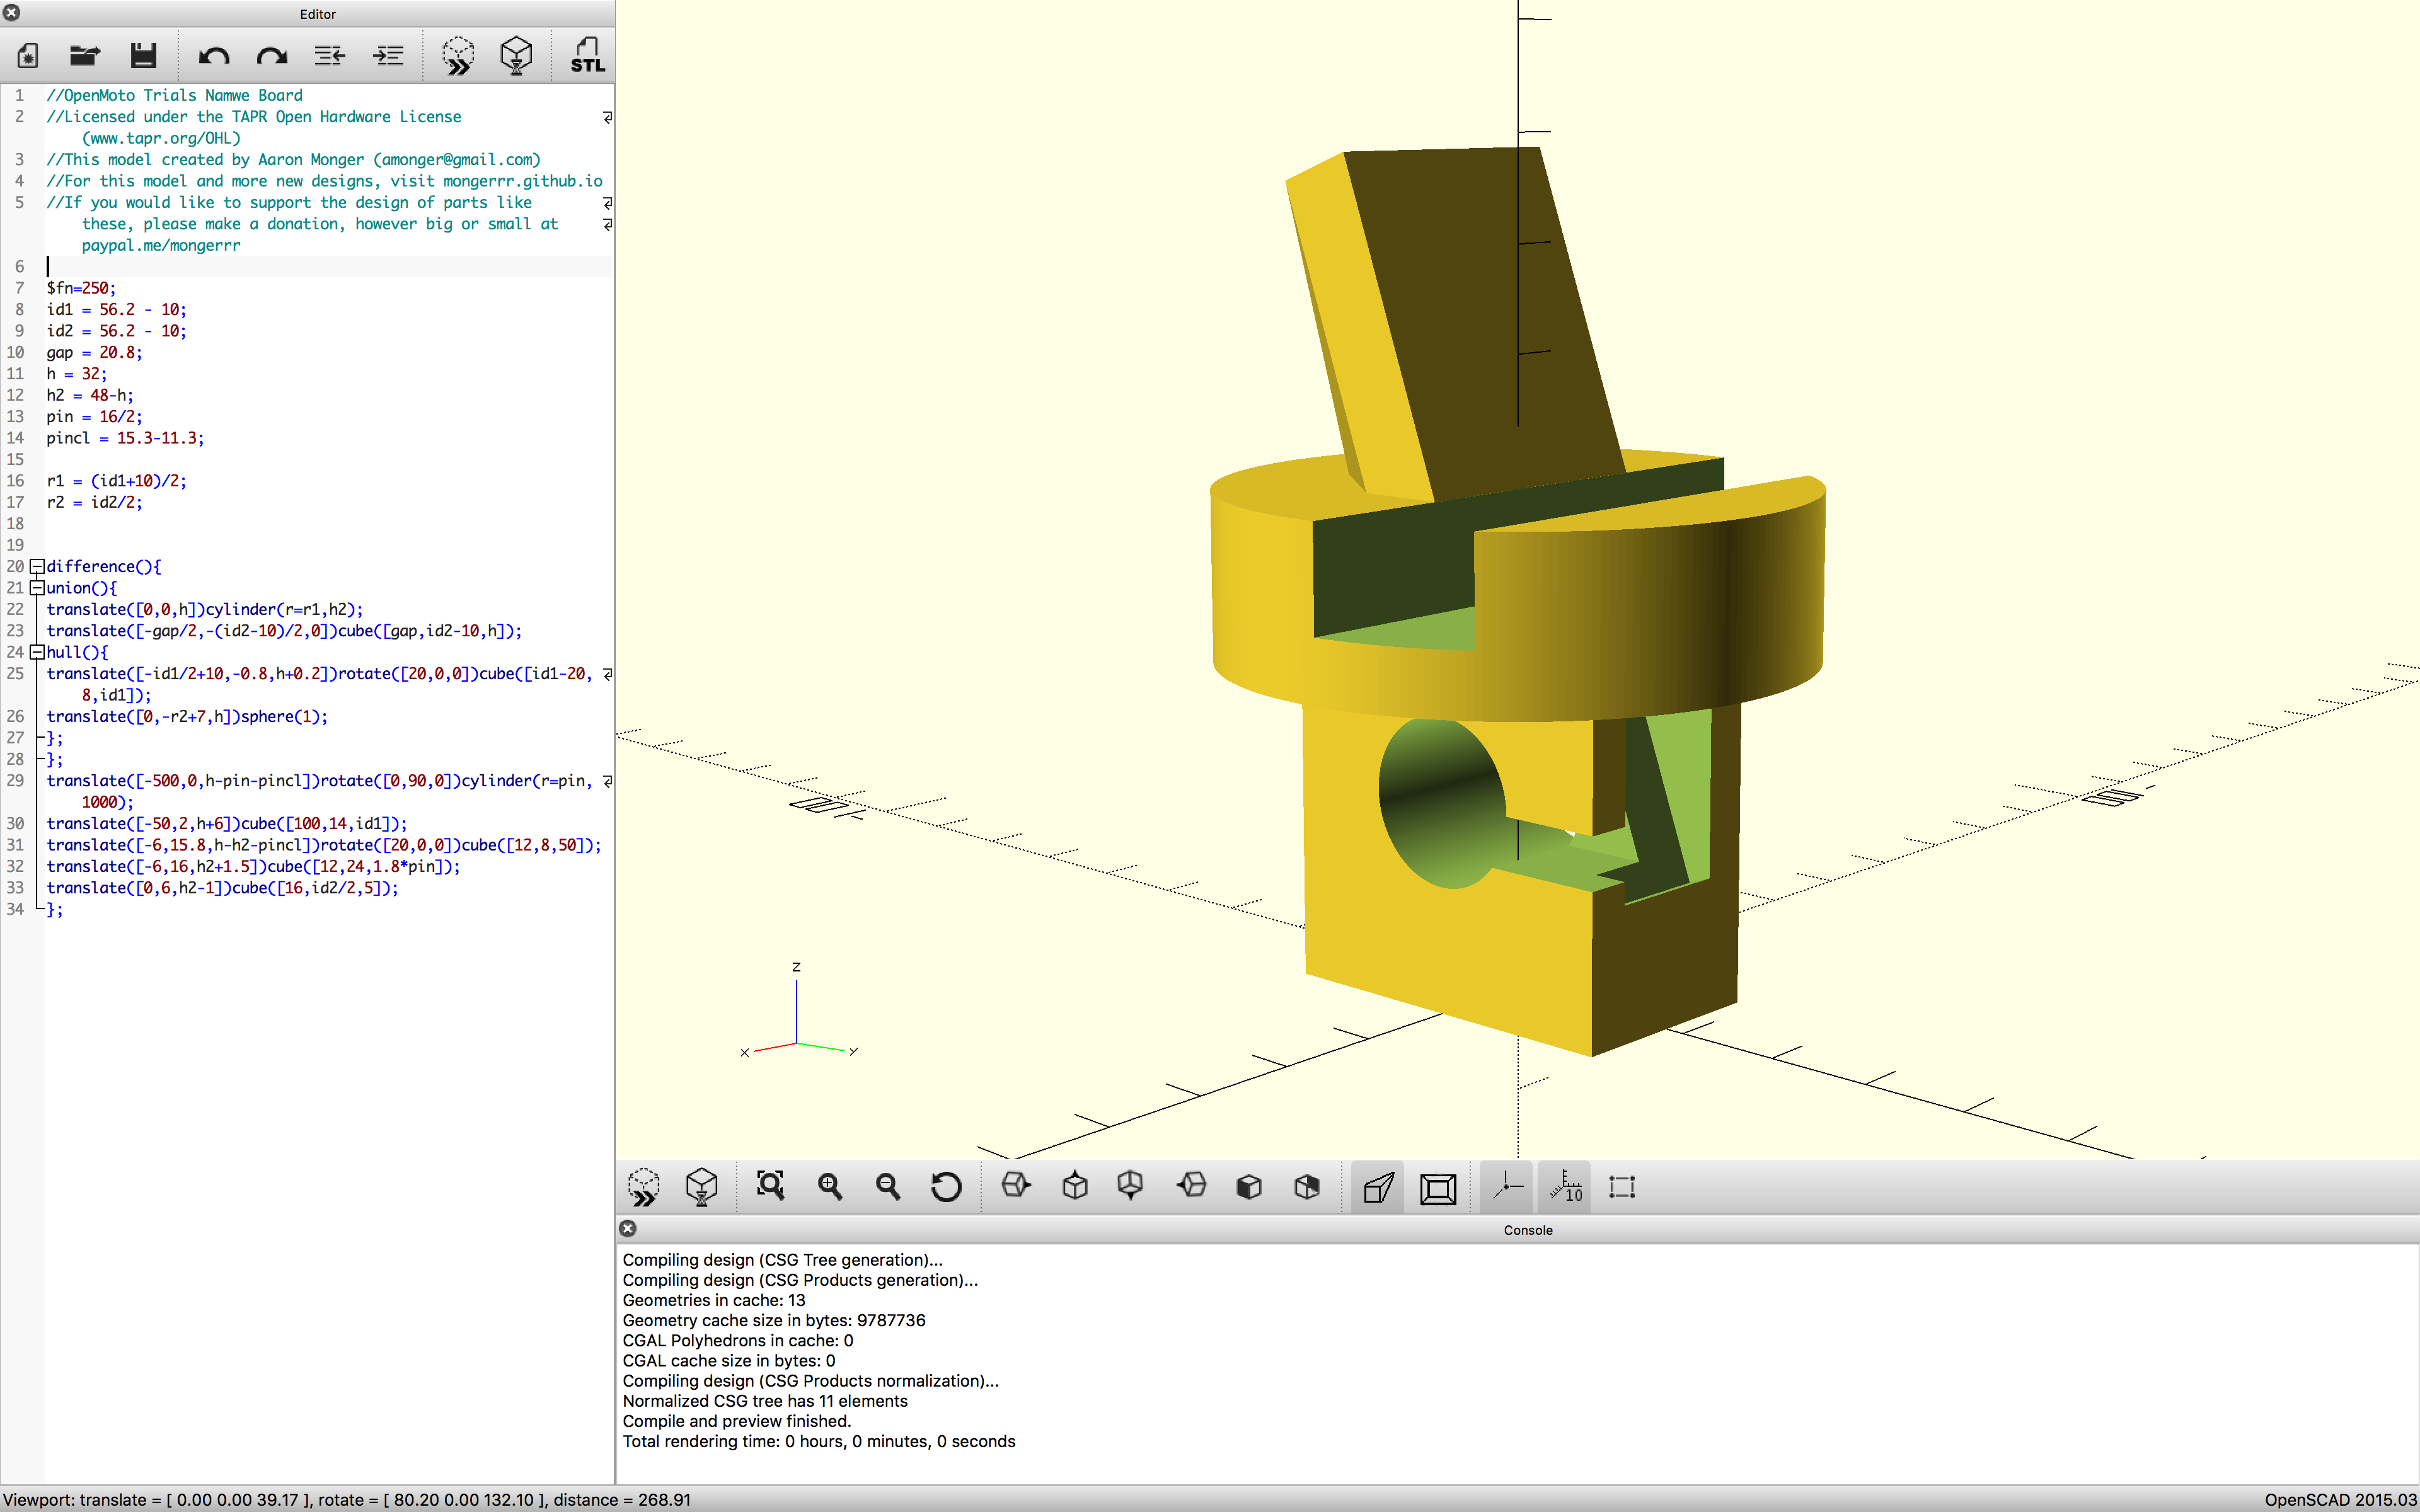 Editor
STL
1 //OpenMoto Trials Namwe Board
2 //Licensed under the TAPR Open Hardware License
(www.tapr.org/OHL)
3 //This model created by Aaron Monger (amonger@gmail.com)
4 //For this model and more new designs, visit mongerrr.github.io
5 //If you would like to support the design of parts like
these, please make a donation, however big or small at
paypal.me/mongerrr
6
7 $fn=250;
8 id1 = 56.2 - 10;
9 id2 = 56.2 - 10;
10 gap = 20.8;
11 h = 32;
12 h2 = 48-h;
13 pin = 16/2;
14 pincl = 15.3-11.3;
15
16 r1 = (id1+10)/2;
17 r2 = id2/2;
18
19
20 difference(){
21 union(){
22 translate([0,0,h])cylinder(r=r1,h2);
23 translate([-gap/2,-(id2-10)/2,0])cube([gap,id2-10,h]);
24 hull(){
25 translate([-id1/2+10,-0.8,h+0.2])rotate([20,0,0])cube([id1-20,
8,id1]);
26 translate([0,-r2+7,h])sphere(1);
27 };
28 };
29 translate([-500,0,h-pin-pincl])rotate([0,90,0])cylinder(r=pin,
1000);
30 translate([-50,2,h+6])cube([100,14,id1]);
31 translate([-6,15.8,h-h2-pincl])rotate([20,0,0])cube([12,8,50]);
32 translate([-6,16,h2+1.5])cube([12,24,1.8*pin]);
33 translate([0,6,h2-1])cube([16,id2/2,5]);
34 };
z
x
y
10
Console
Compiling design (CSG Tree generation)...
Compiling design (CSG Products generation)...
Geometries in cache: 13
Geometry cache size in bytes: 9787736
CGAL Polyhedrons in cache: 0
CGAL cache size in bytes: 0
Compiling design (CSG Products normalization)...
Normalized CSG tree has 11 elements
Compile and preview finished.
Total rendering time: 0 hours, 0 minutes, 0 seconds
Viewport: translate = [ 0.00 0.00 39.17 ], rotate = [ 80.20 0.00 132.10 ], distance = 268.91
OpenSCAD 2015.03